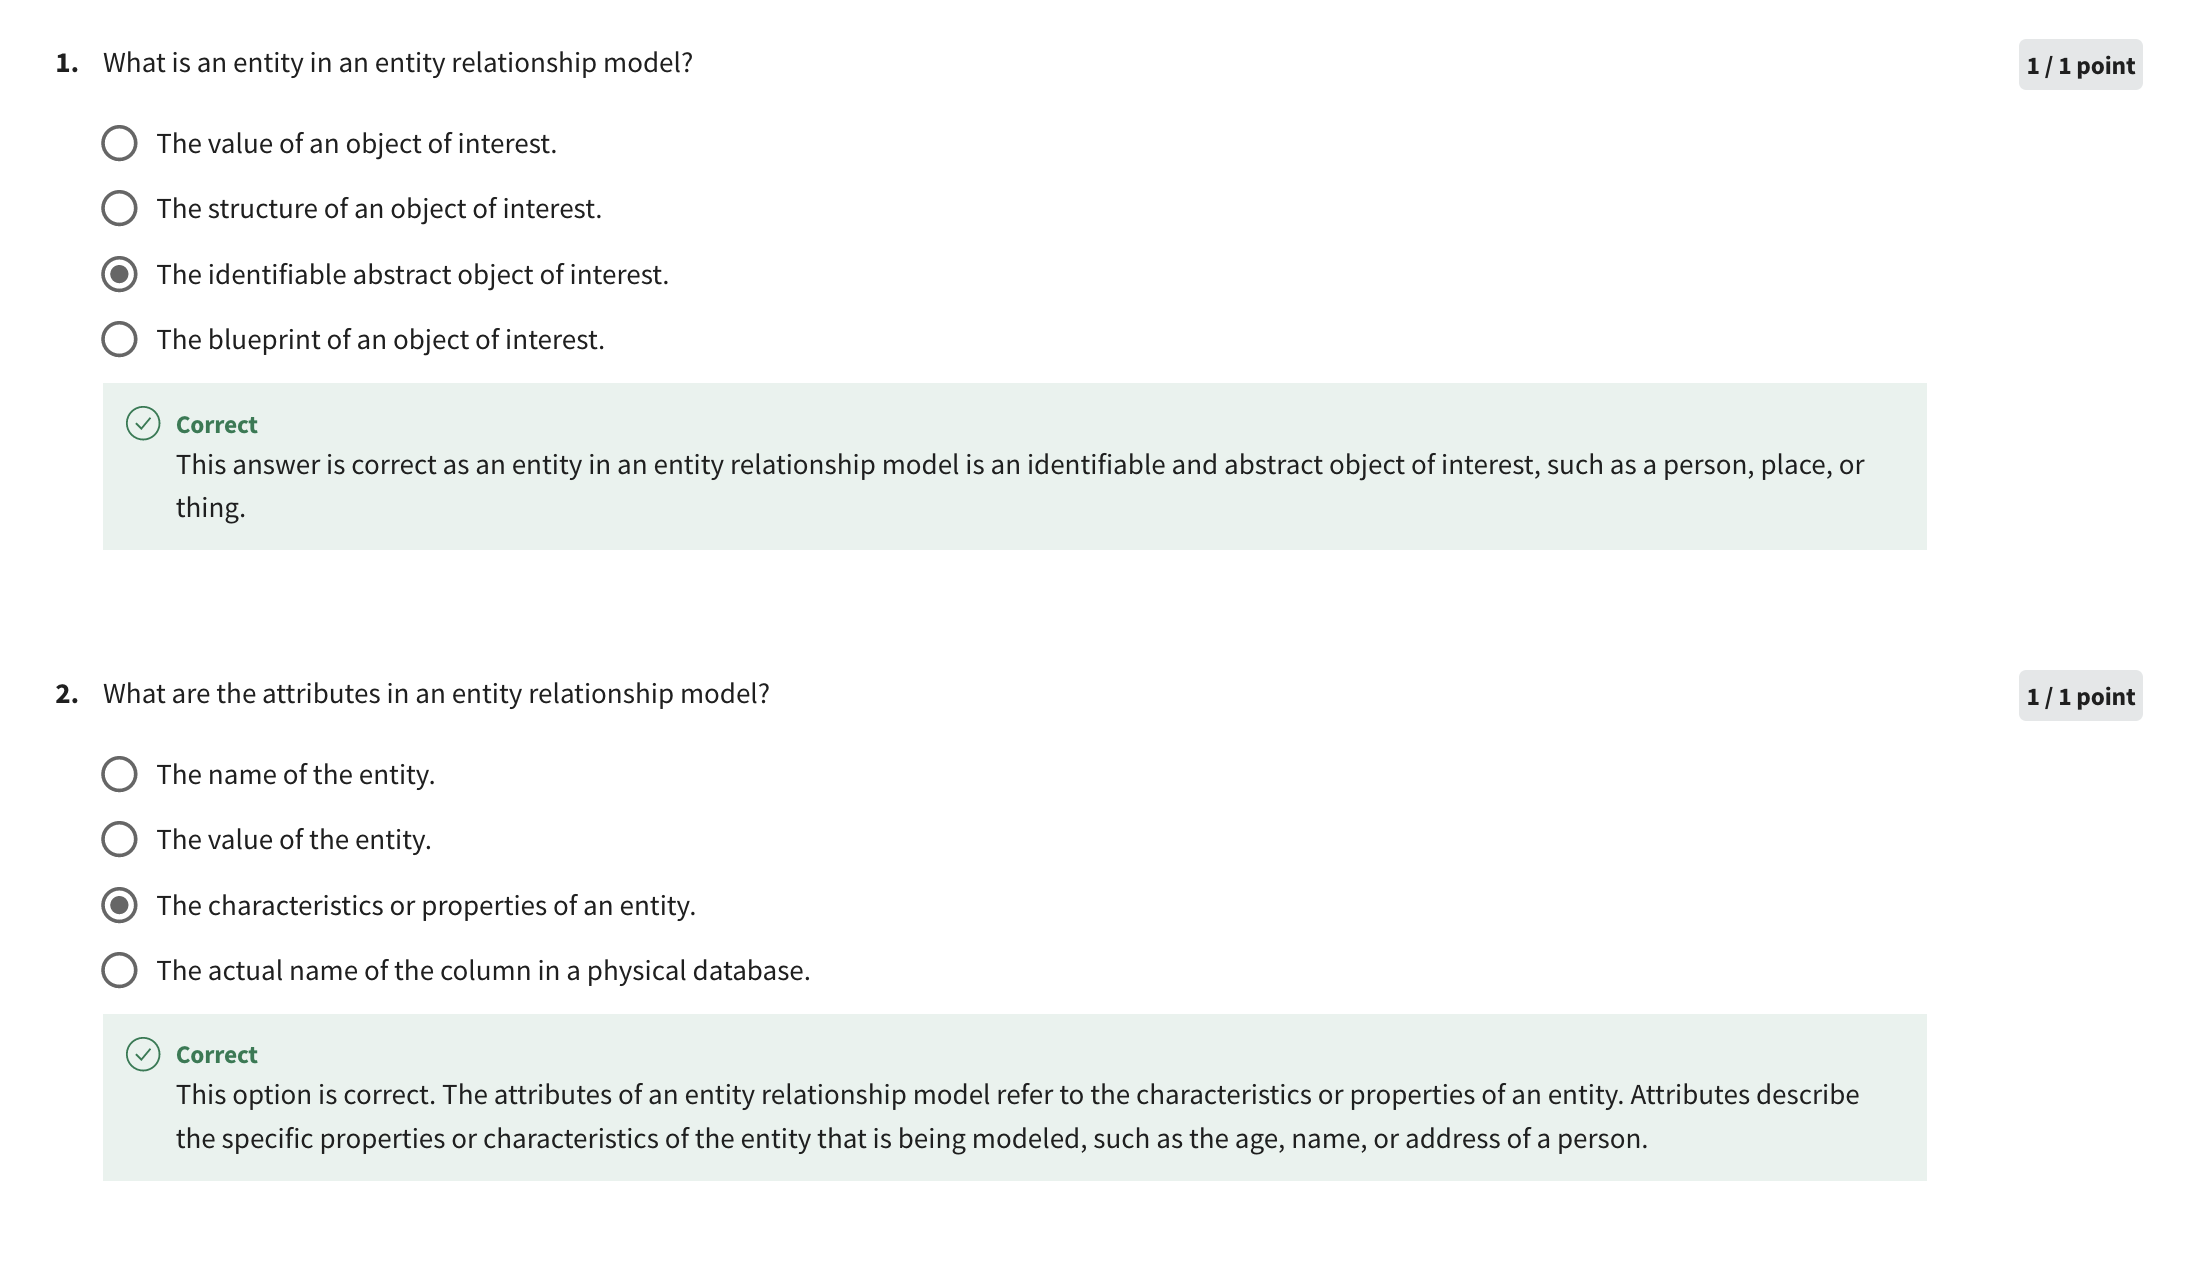 1. What is an entity in an entity relationship model?
1 / 1 point
The value of an object of interest.
The structure of an object of interest.
The identifiable abstract object of interest.
The blueprint of an object of interest.
Correct
This answer is correct as an entity in an entity relationship model is an identifiable and abstract object of interest, such as a person, place, or
thing.
2. What are the attributes in an entity relationship model?
1 / 1 point
The name of the entity.
The value of the entity.
The characteristics or properties of an entity.
The actual name of the column in a physical database.
Correct
This option is correct. The attributes of an entity relationship model refer to the characteristics or properties of an entity. Attributes describe
the specific properties or characteristics of the entity that is being modeled, such as the age, name, or address of a person.